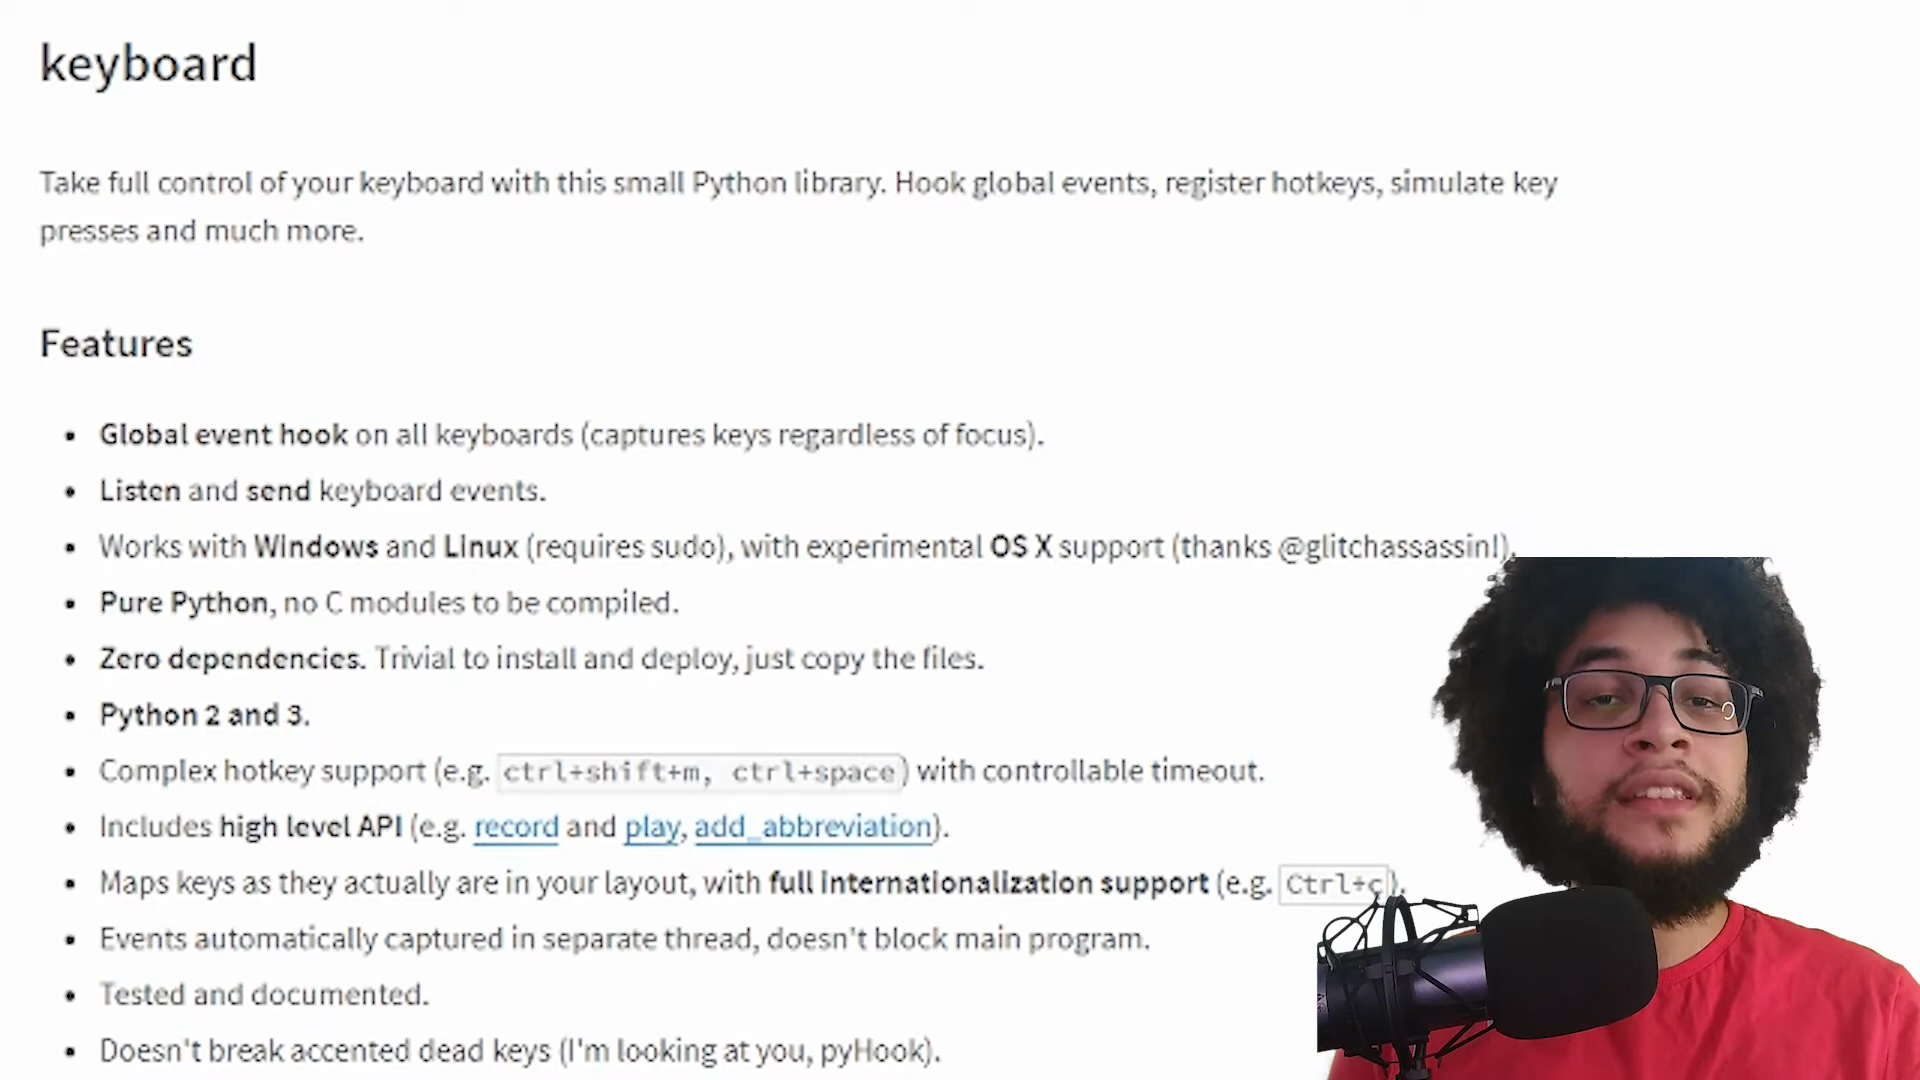 keyboard
Take full control of your keyboard with this small Python library. Hook global events, register hotkeys, simulate key
presses and much more.
Features
• Global event hook on all keyboards (captures keys regardless of focus).
• Listen and send keyboard events.
• Works with Windows and Linux (requires sudo), with experimental OS X support (thanks @glitchassassin!).
• Pure Python, no C modules to be compiled.
• Zero dependencies. Trivial to install and deploy, just copy the files.
• Python 2 and 3.
• Complex hotkey support (e.g. ctrl+shift+m, ctrl+space) with controllable timeout.
• Includes high level API (e.g. record and play, add_abbreviation).
• Maps keys as they actually are in your layout, with full internationalization support (e.g. Ctrl+ç).
• Events automatically captured in separate thread, doesn't block main program.
• Tested and documented.
• Doesn't break accented dead keys (I'm looking at you, pyHook).